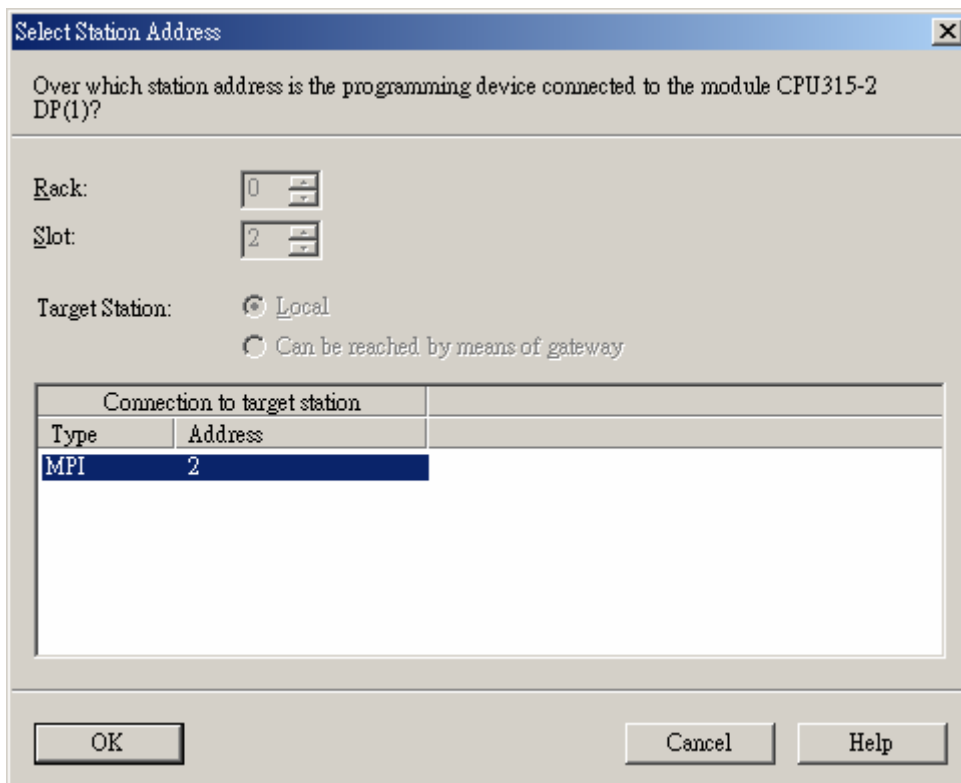 Select Station Address
Over which station address is the programming device connected to the module CPU315-2
DP(1)?
Rack: 0
Slot: 2
Target Station: Local
Can be reached by means of gateway
Connection to target station
Type Address
MPI 2
OK Cancel Help